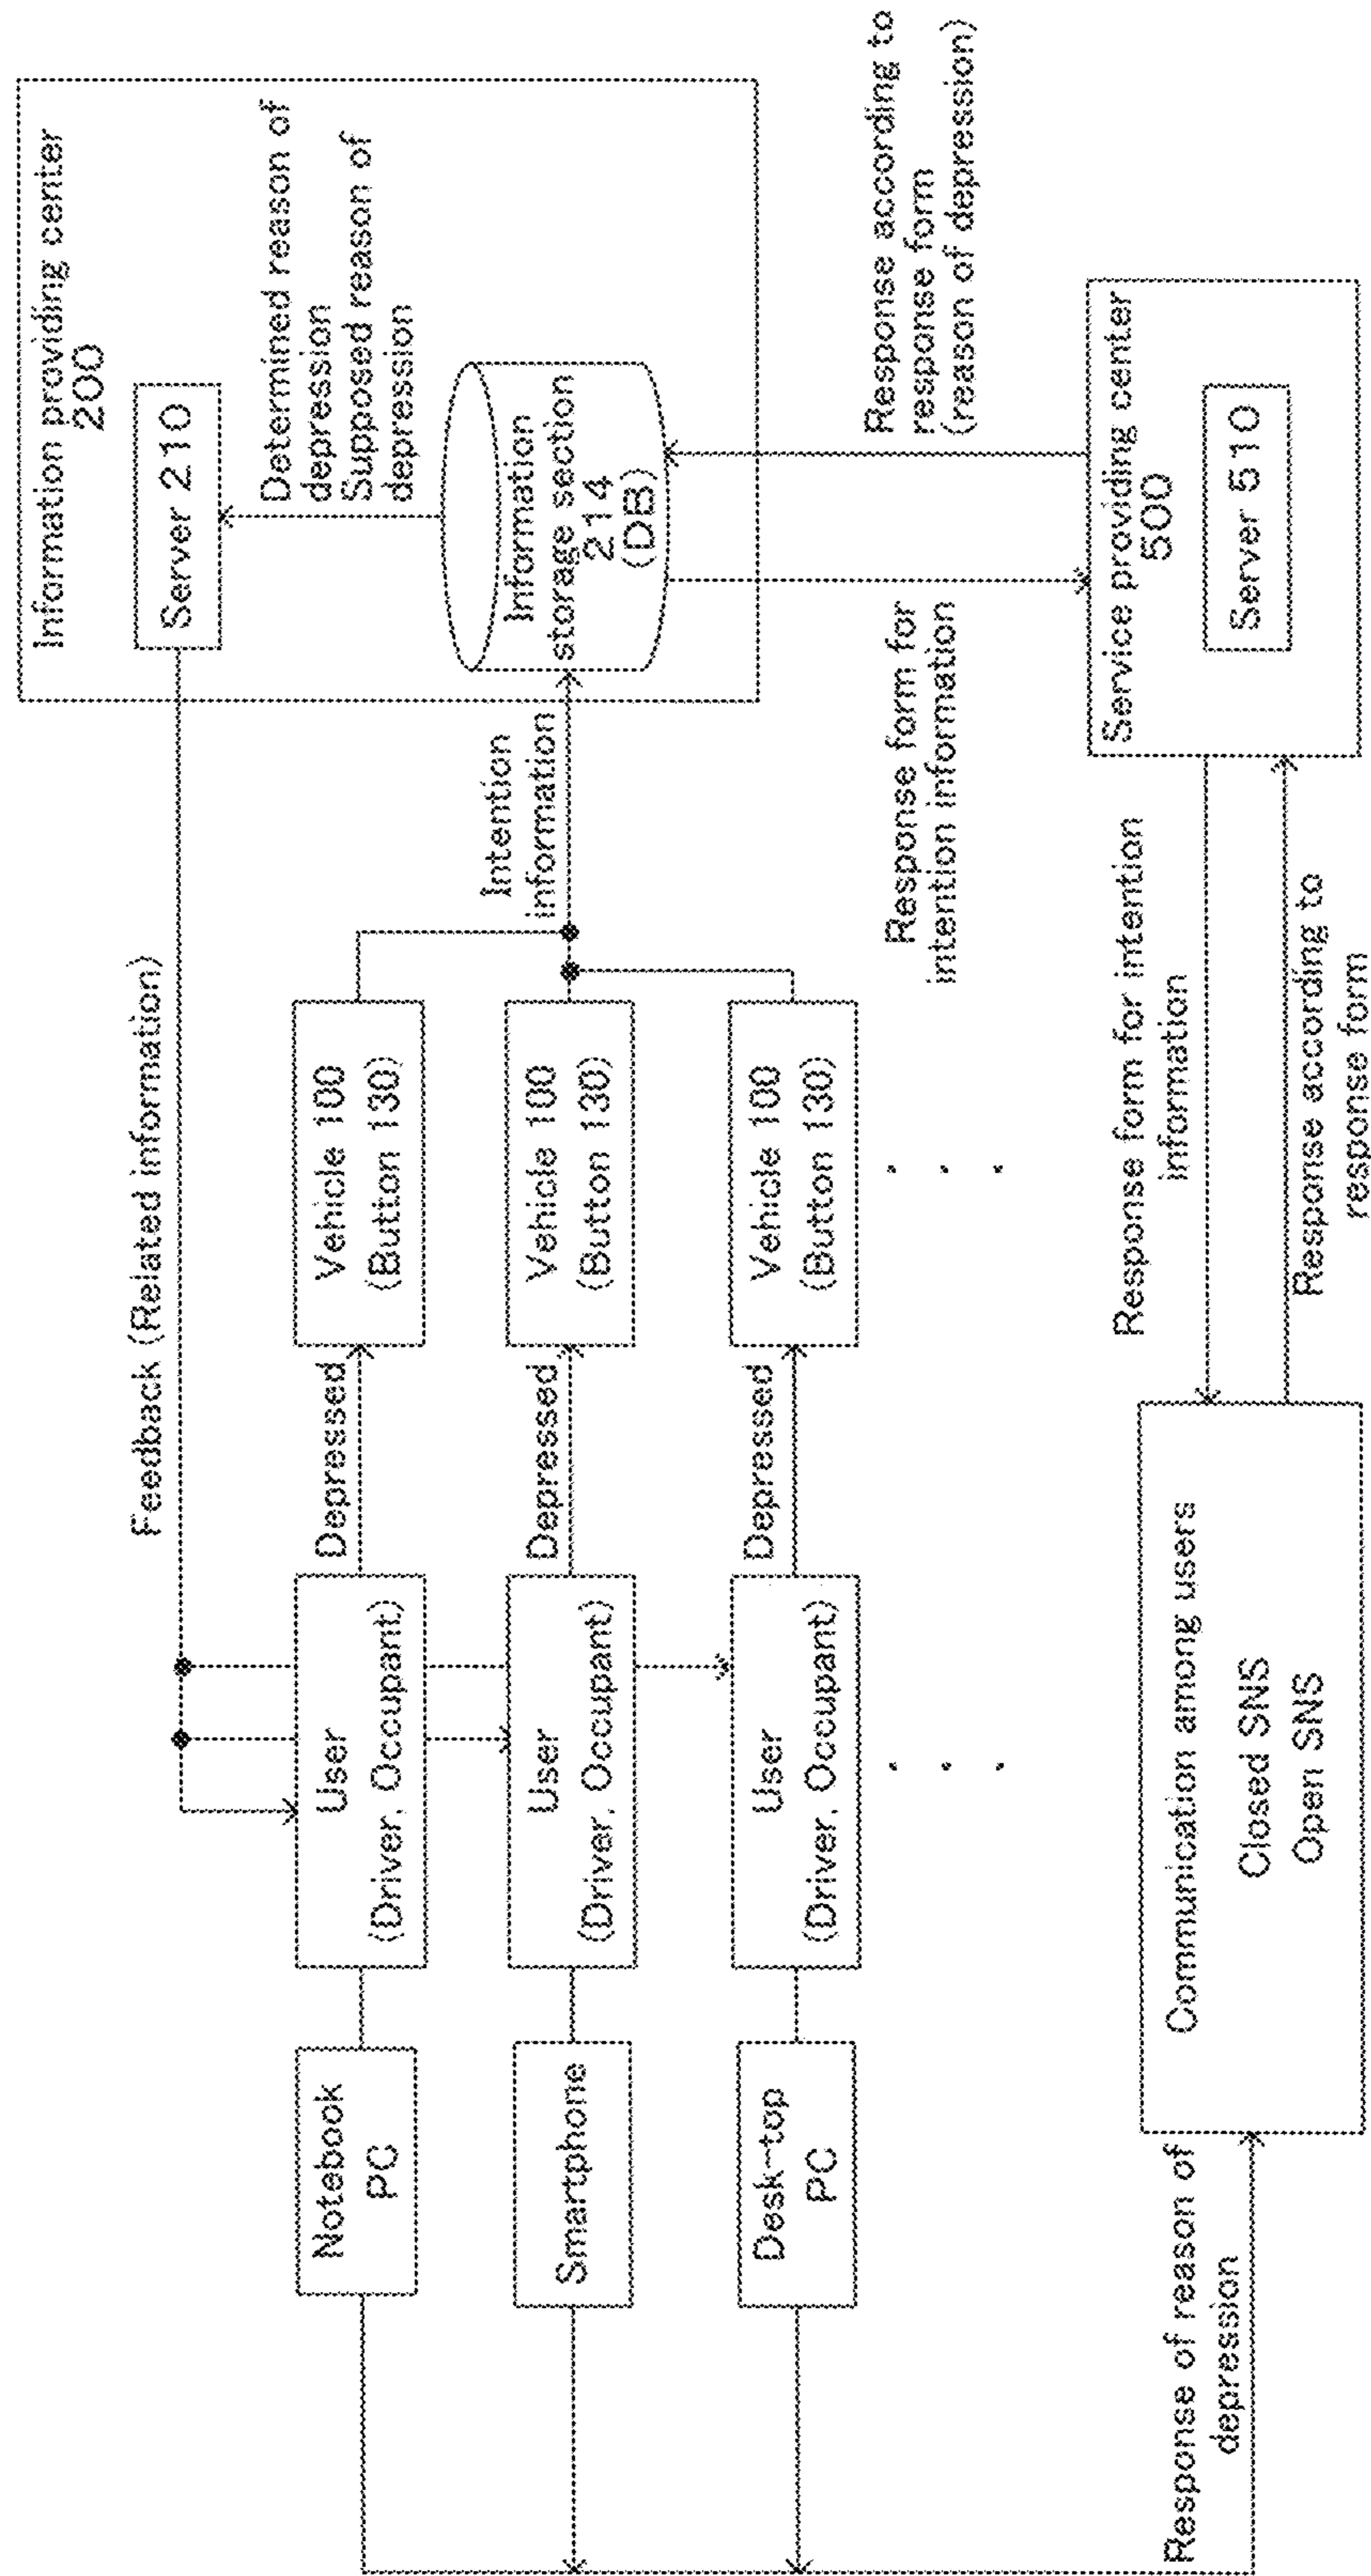 Information providing center
200
Server 210
Determined reason of
depression
Supposed reason of
depression
Information
storage section
214
(DB)
Feedback (Related information)
Intention
information
Notebook
PC
User
(Driver, Occupant)
Depressed
Vehicle 100
(Button 130)
Smartphone
User
(Driver, Occupant)
Depressed
Vehicle 100
(Button 130)
Desk-top
PC
User
(Driver, Occupant)
Depressed
Vehicle 100
(Button 130)
. . .
. . .
Response form for
intention information
Response according to
response form
(reason of depression)
Service providing center
500
Server 510
Response form for intention
information
Response according to
response form
Communication among users
Closed SNS
Open SNS
Response of reason of
depression